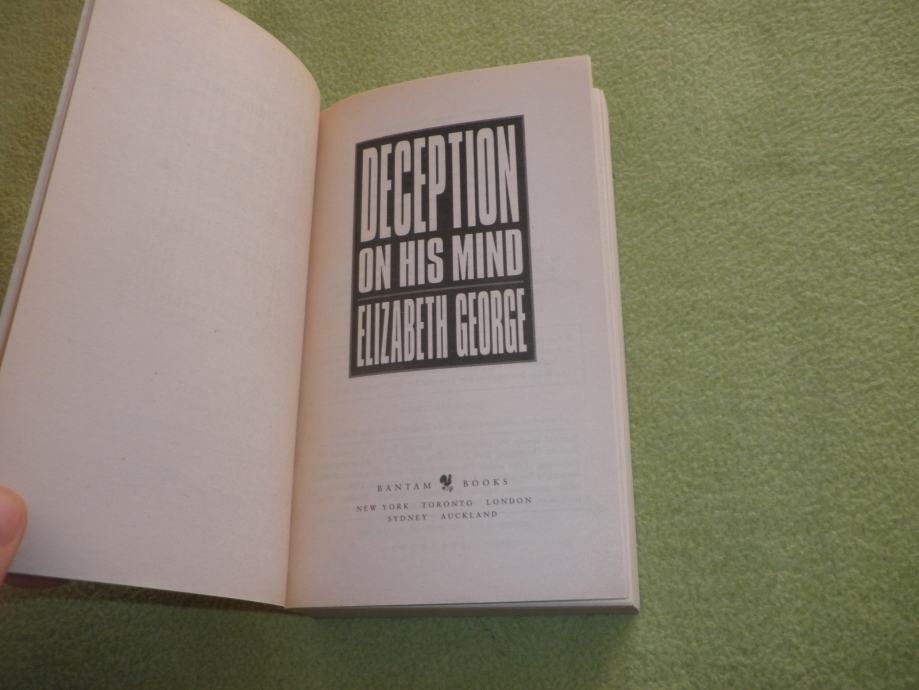 DECEPTION
ON HIS MIND
ELIZABETH GEORGE
BANTAM BOOKS
NEW YORK TORONTO LONDON
SYDNEY AUCKLAND